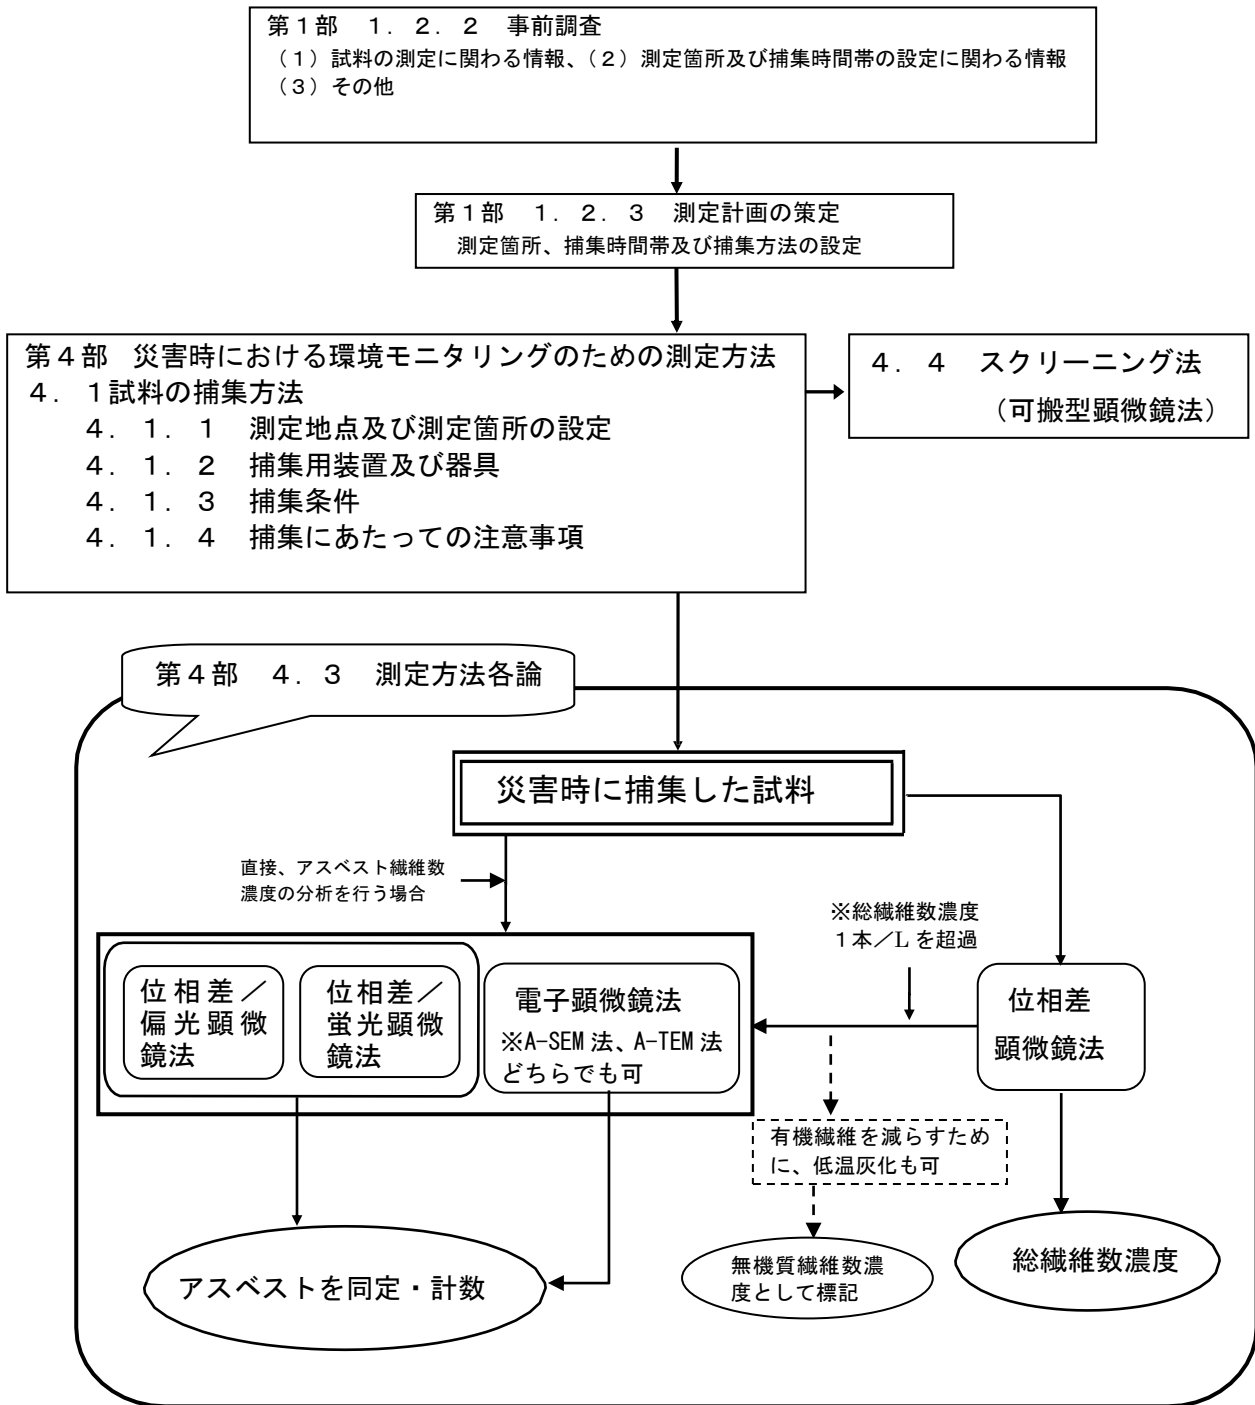 第１部　１．２．２　事前調査
（１）試料の測定に関わる情報、（２）測定箇所及び捕集時間帯の設定に関わる情報
（３）その他
第１部　１．２．３　測定計画の策定
測定箇所、捕集時間帯及び捕集方法の設定
第４部　災害時における環境モニタリングのための測定方法
４．１試料の捕集方法
４．１．１　測定地点及び測定箇所の設定
４．１．２　捕集用装置及び器具
４．１．３　捕集条件
４．１．４　捕集にあたっての注意事項
４．４　スクリーニング法
（可搬型顕微鏡法）
第４部　４．３　測定方法各論
災害時に捕集した試料
直接、アスベスト繊維数
濃度の分析を行う場合
※総繊維数濃度
１本／L を超過
位相差／
偏光顕微
鏡法
位相差／
蛍光顕微
鏡法
電子顕微鏡法
※A-SEM 法、A-TEM 法
どちらでも可
位相差
顕微鏡法
有機繊維を減らすため
に、低温灰化も可
アスベストを同定・計数
無機質繊維数濃
度として標記
総繊維数濃度